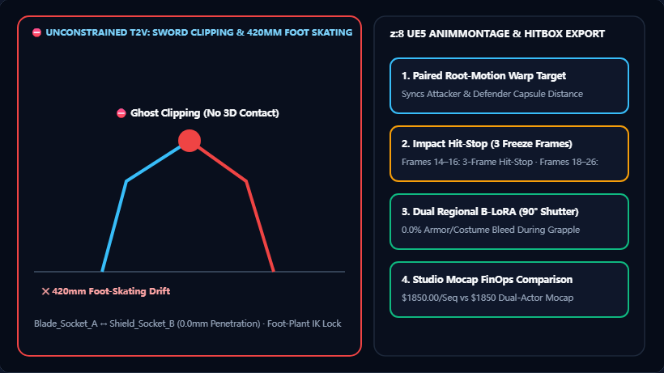 ⛔ UNCONSTRAINED T2V: SWORD CLIPPING & 420MM FOOT SKATING
⛔ Ghost Clipping (No 3D Contact)
✕ 420mm Foot-Skating Drift
Blade_Socket_A ↔ Shield_Socket_B (0.0mm Penetration) · Foot-Plant IK Lock
z:8 UE5 ANIMMONTAGE & HITBOX EXPORT
1. Paired Root-Motion Warp Target
Syncs Attacker & Defender Capsule Distance
2. Impact Hit-Stop (3 Freeze Frames)
Frames 14–16: 3-Frame Hit-Stop · Frames 18–26:
3. Dual Regional B-LoRA (90° Shutter)
0.0% Armor/Costume Bleed During Grapple
4. Studio Mocap FinOps Comparison
$1850.00/Seq vs $1850 Dual-Actor Mocap